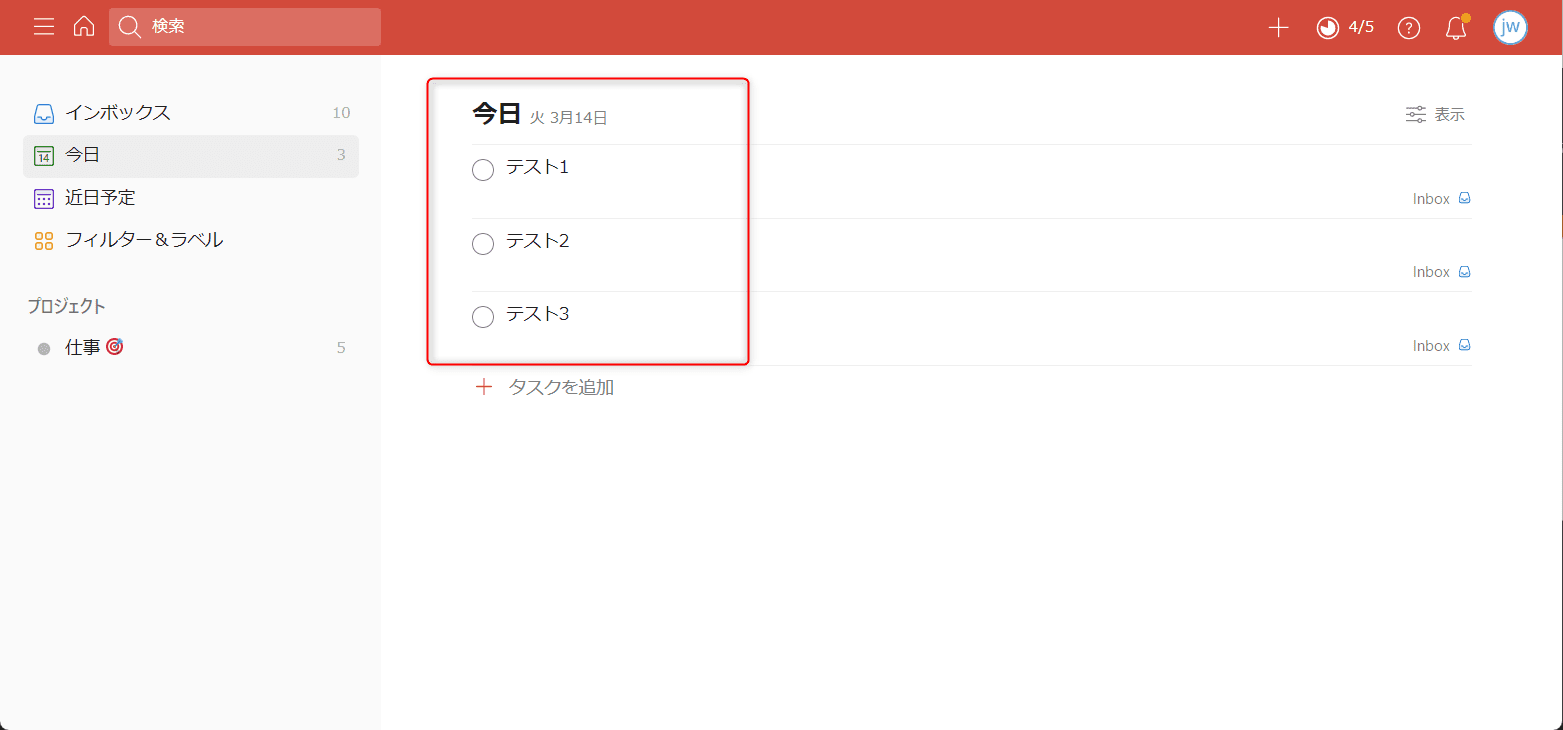 検索
4/5
?
jw
インボックス 10
14 今日 3
近日予定
フィルター＆ラベル
プロジェクト
仕事 🎯 5
今日 火 3月14日
表示
テスト1
Inbox
テスト2
Inbox
テスト3
Inbox
+ タスクを追加